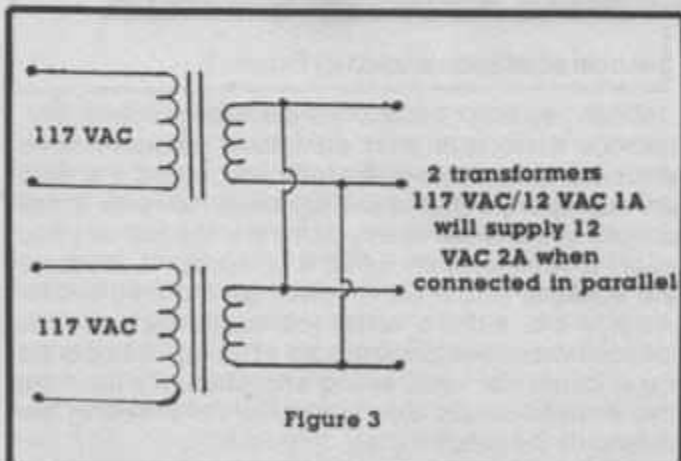 117 VAC
2 transformers
117 VAC/12 VAC 1A
will supply 12
VAC 2A when
connected in parallel
117 VAC
Figure 3